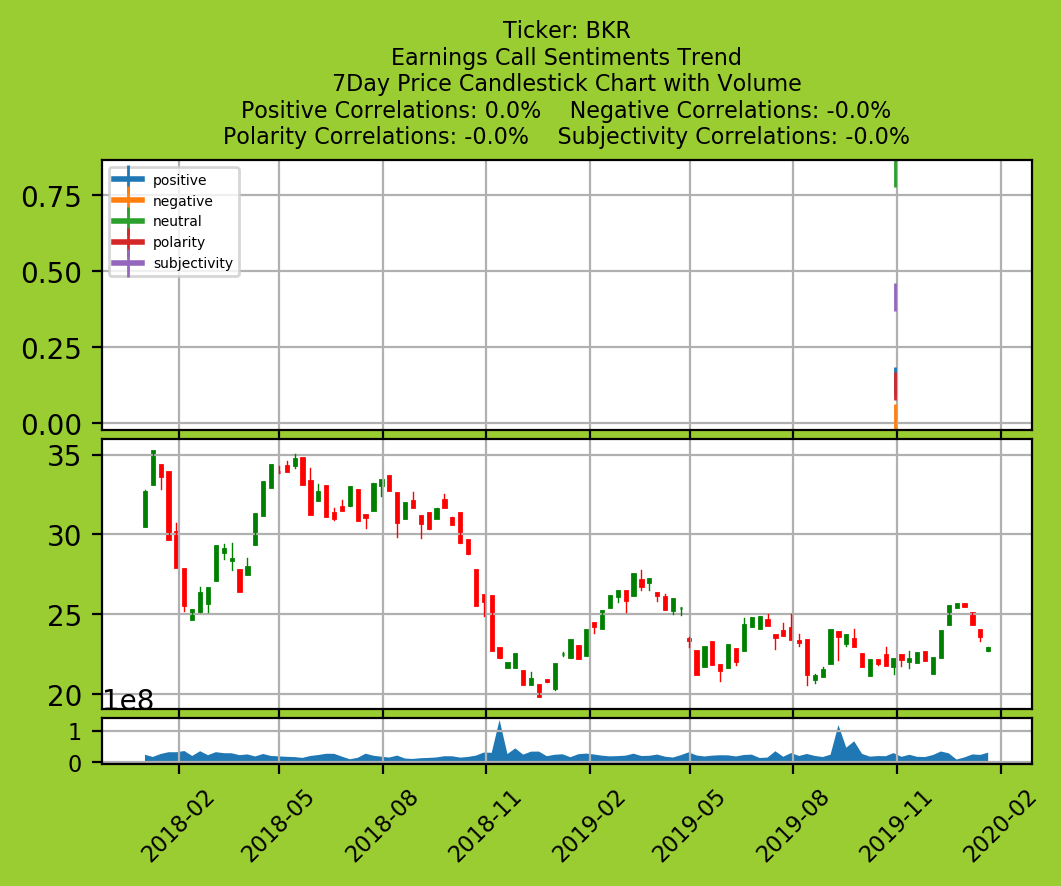 Ticker: BKR
Earnings Call Sentiments Trend
7Day Price Candlestick Chart with Volume
Positive Correlations: 0.0%    Negative Correlations: -0.0%
Polarity Correlations: -0.0%    Subjectivity Correlations: -0.0%
positive
negative
neutral
polarity
subjectivity
0.75
0.50
0.25
0.00
35
30
25
20
1e8
1
0
2018-02
2018-05
2018-08
2018-11
2019-02
2019-05
2019-08
2019-11
2020-02